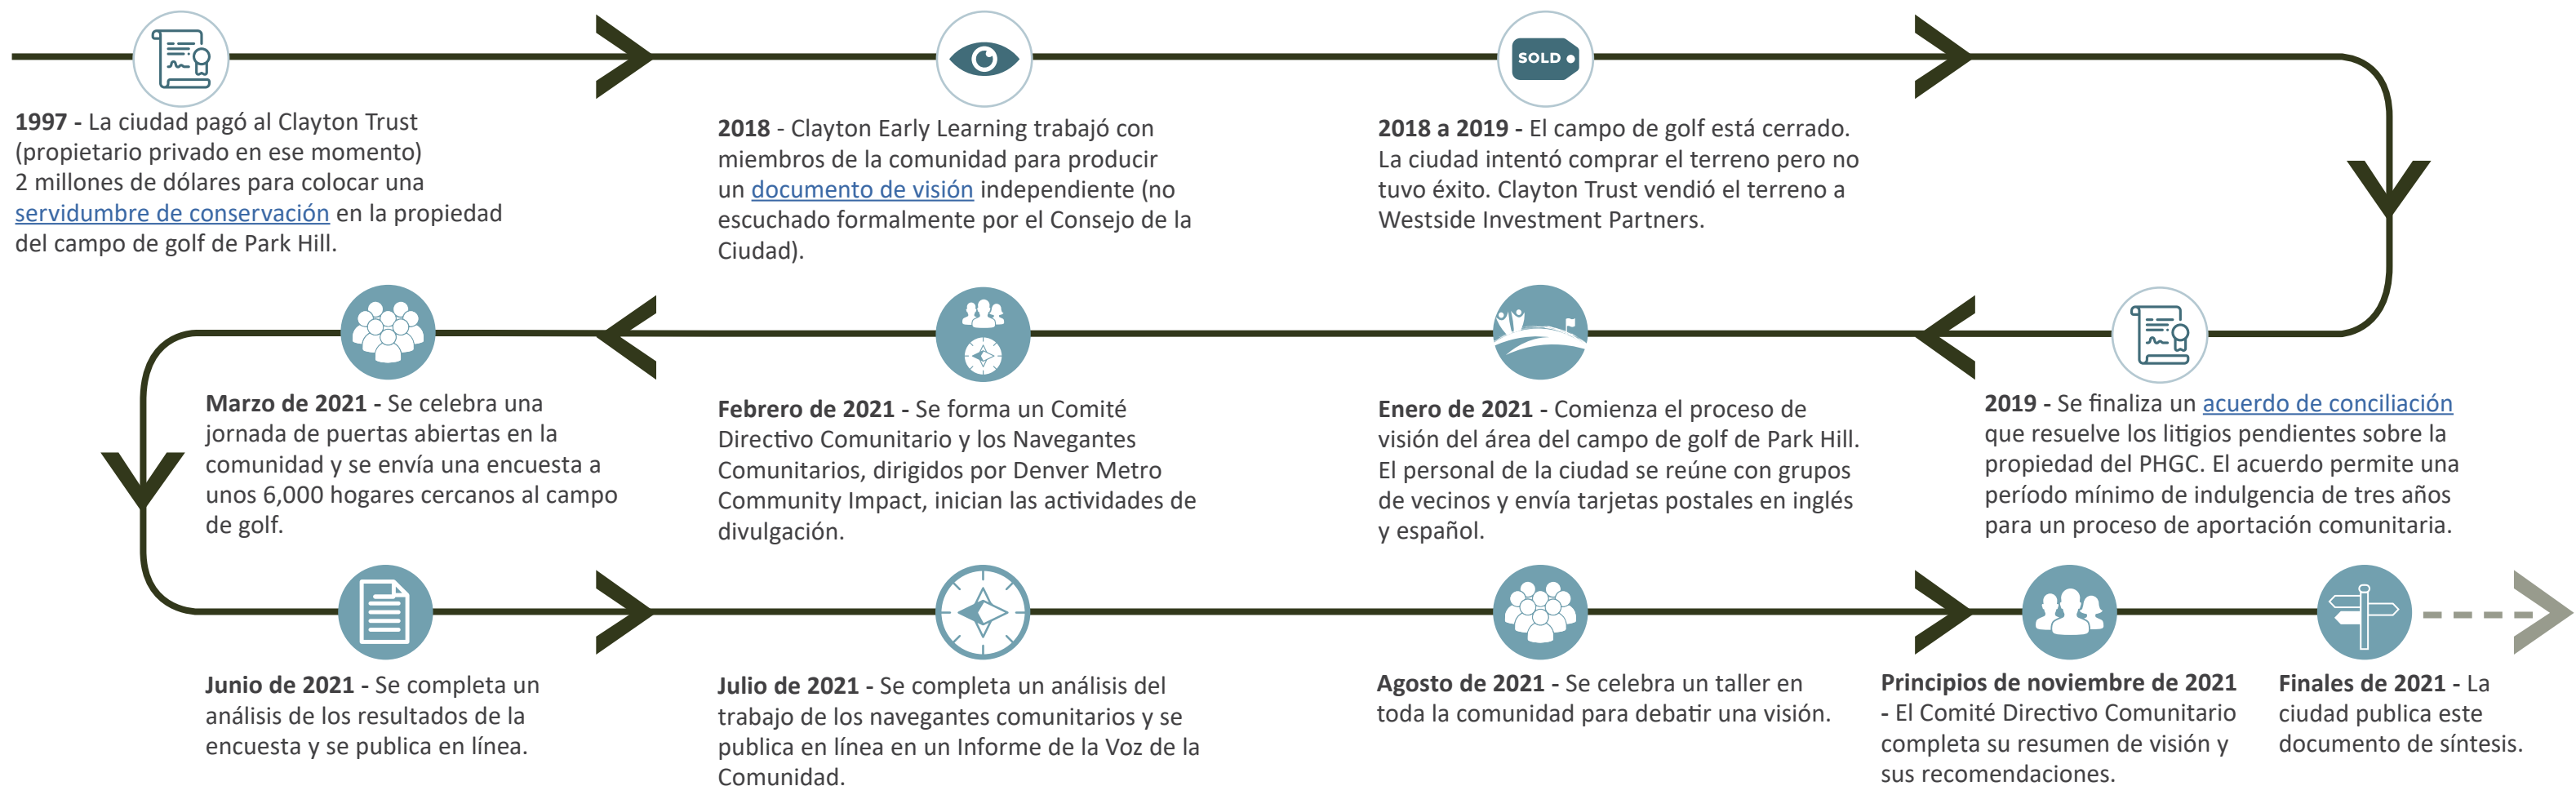 1997 - La ciudad pagó al Clayton Trust
(propietario privado en ese momento)
2 millones de dólares para colocar una
servidumbre de conservación en la propiedad
del campo de golf de Park Hill.
2018 - Clayton Early Learning trabajó con
miembros de la comunidad para producir
un documento de visión independiente (no
escuchado formalmente por el Consejo de la
Ciudad).
SOLD
2018 a 2019 - El campo de golf está cerrado.
La ciudad intentó comprar el terreno pero no
tuvo éxito. Clayton Trust vendió el terreno a
Westside Investment Partners.
2019 - Se finaliza un acuerdo de conciliación
que resuelve los litigios pendientes sobre la
propiedad del PHGC. El acuerdo permite una
período mínimo de indulgencia de tres años
para un proceso de aportación comunitaria.
Enero de 2021 - Comienza el proceso de
visión del área del campo de golf de Park Hill.
El personal de la ciudad se reúne con grupos
de vecinos y envía tarjetas postales en inglés
y español.
Febrero de 2021 - Se forma un Comité
Directivo Comunitario y los Navegantes
Comunitarios, dirigidos por Denver Metro
Community Impact, inician las actividades de
divulgación.
Marzo de 2021 - Se celebra una
jornada de puertas abiertas en la
comunidad y se envía una encuesta a
unos 6,000 hogares cercanos al campo
de golf.
Junio de 2021 - Se completa un
análisis de los resultados de la
encuesta y se publica en línea.
Julio de 2021 - Se completa un análisis del
trabajo de los navegantes comunitarios y se
publica en línea en un Informe de la Voz de la
Comunidad.
Agosto de 2021 - Se celebra un taller en
toda la comunidad para debatir una visión.
Principios de noviembre de 2021
- El Comité Directivo Comunitario
completa su resumen de visión y
sus recomendaciones.
Finales de 2021 - La
ciudad publica este
documento de síntesis.